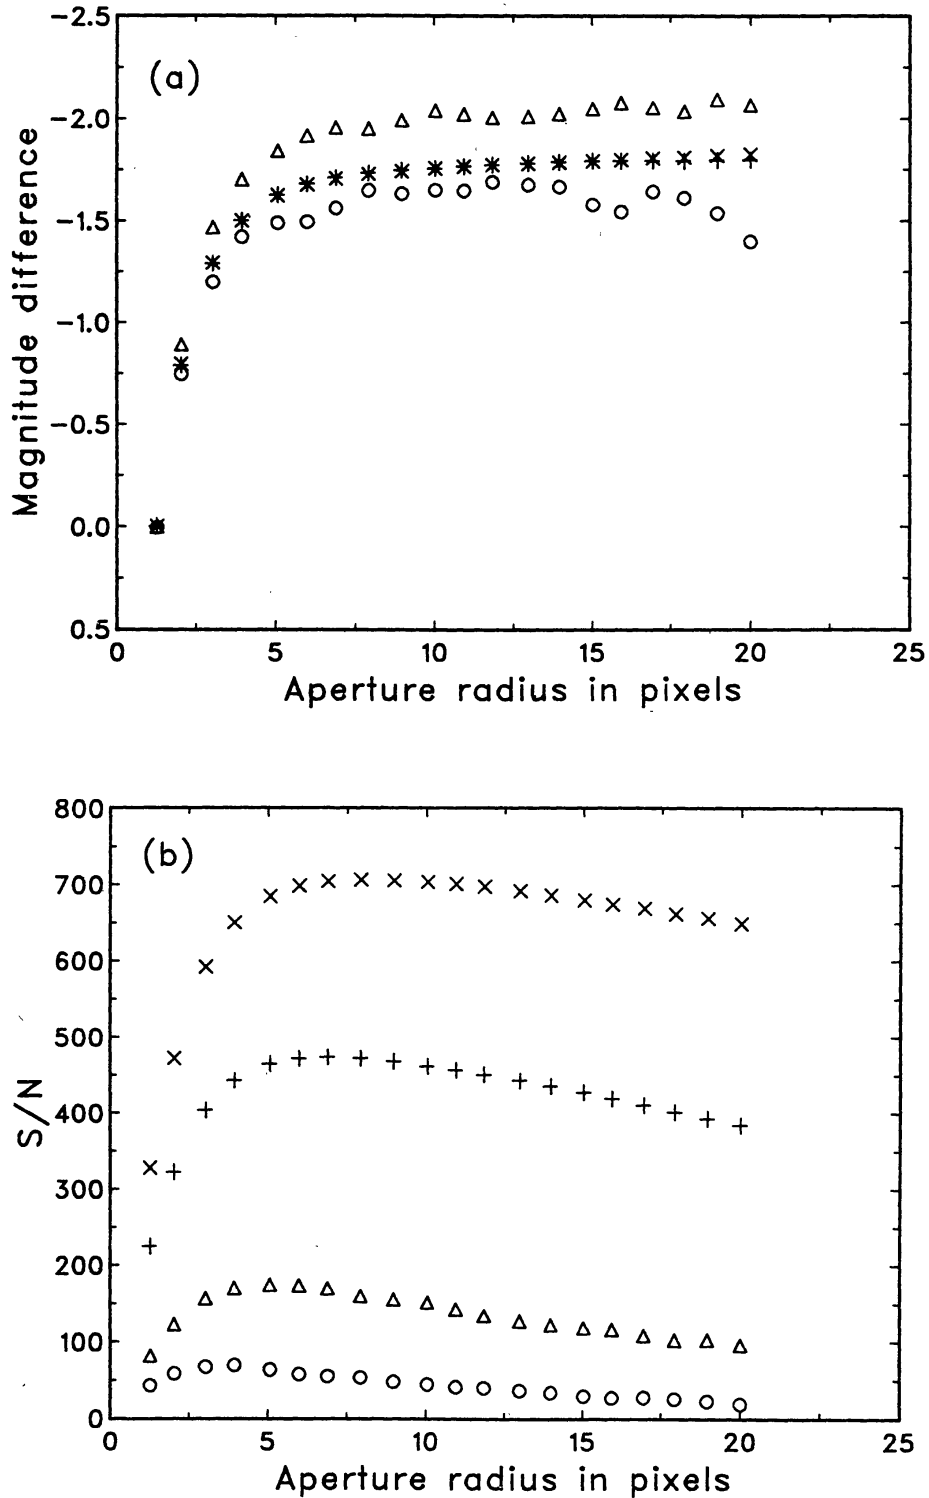 −2.5
(a)
−2.0
−1.5
−1.0
−0.5
0.0
0.5
Magnitude difference
0 5 10 15 20 25
Aperture radius in pixels
800
(b)
700
600
500
400
300
200
100
0
S/N
0 5 10 15 20 25
Aperture radius in pixels